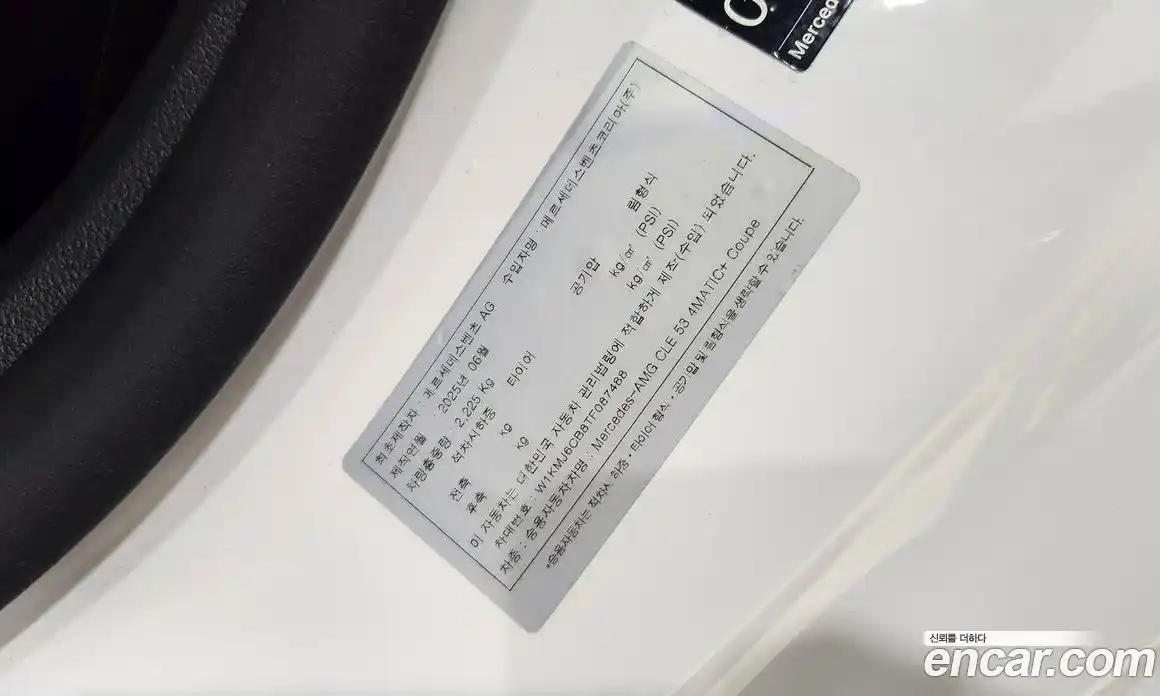 G
Merced
최초제작자 : 메르세데스벤츠 AG 수입자명 : 메르세데스벤츠코리아(주)
제작연월 : 2025년 06월
차량총중량 : 2,225 Kg
적차시하중 타이어 공기압 림형식
전축 kg kg/㎠ (PSI)
후축 kg kg/㎠ (PSI)
이 자동차는 대한민국 자동차 관리법령에 적합하게 제조(수입) 되었습니다.
차대번호 : W1KMJ6CB8TF087488
차종 : 승용자동차차명 : Mercedes-AMG CLE 53 4MATIC+ Coupe
*승용자동차는 적차시 하중 • 타이어 형식 • 공기압 및 림형식을 생략할 수 있습니다.
신뢰를 더하다
encar.com